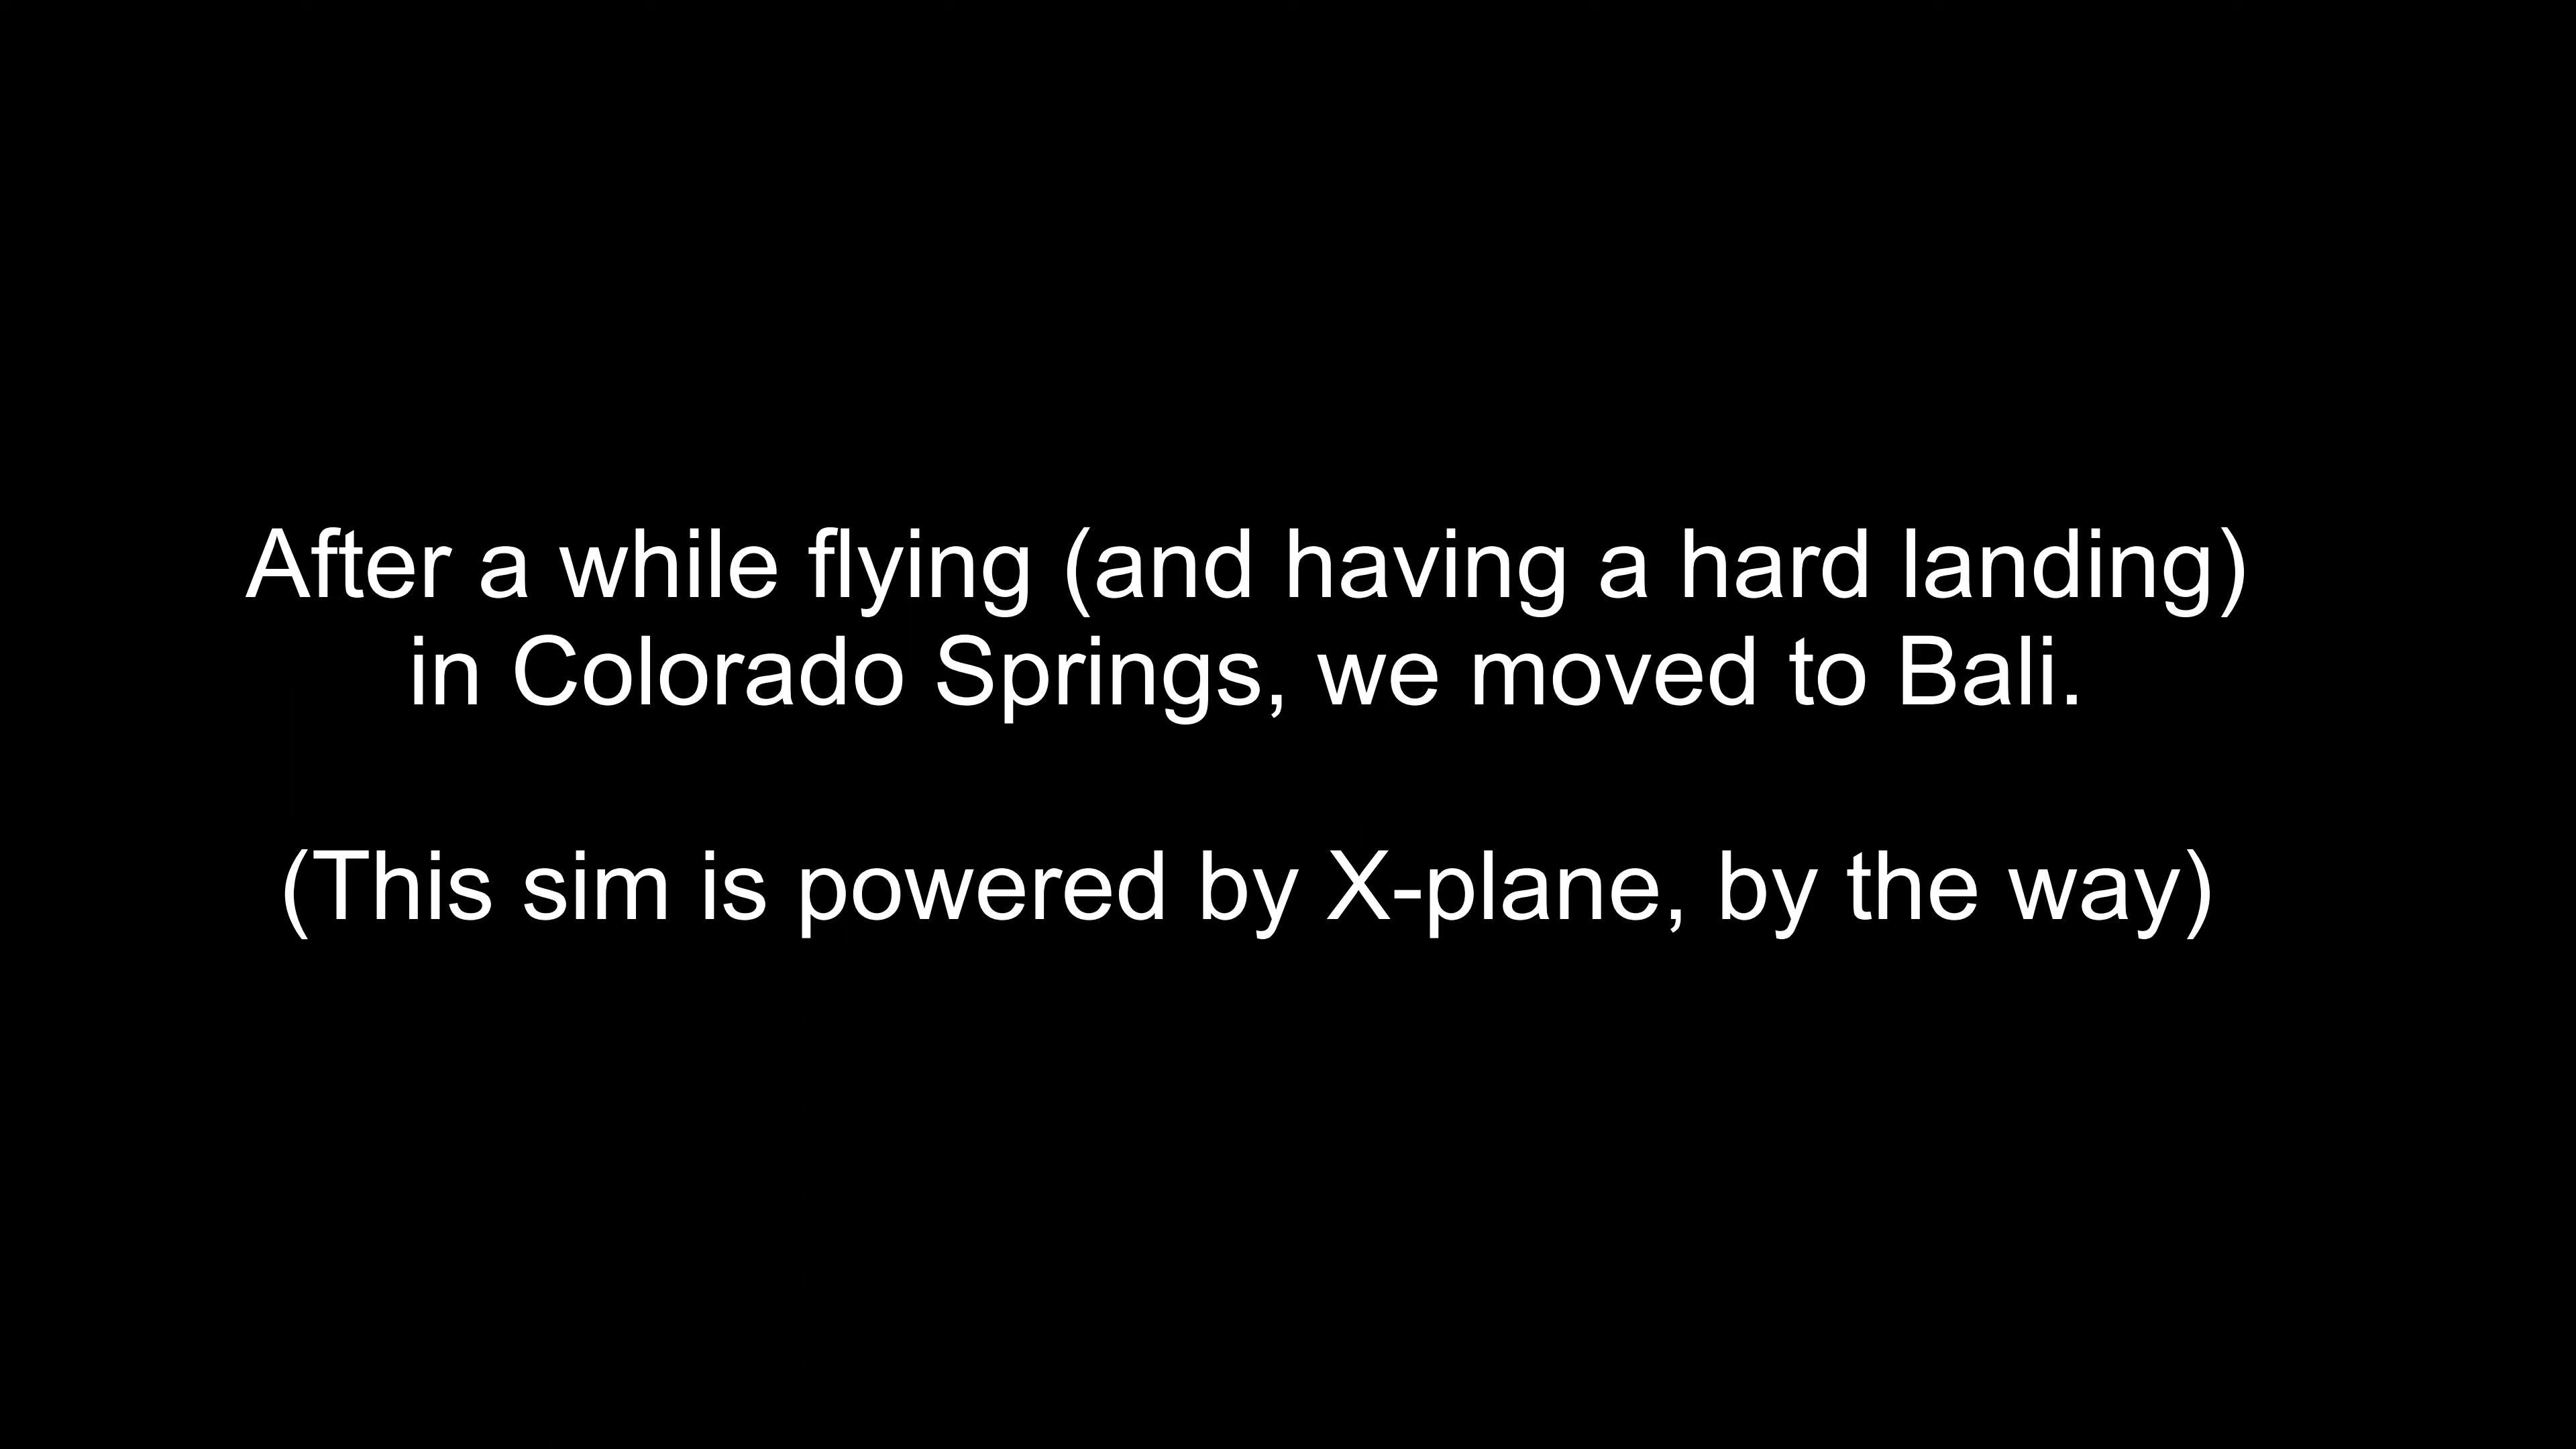 After a while flying (and having a hard landing)
in Colorado Springs, we moved to Bali.
(This sim is powered by X-plane, by the way)